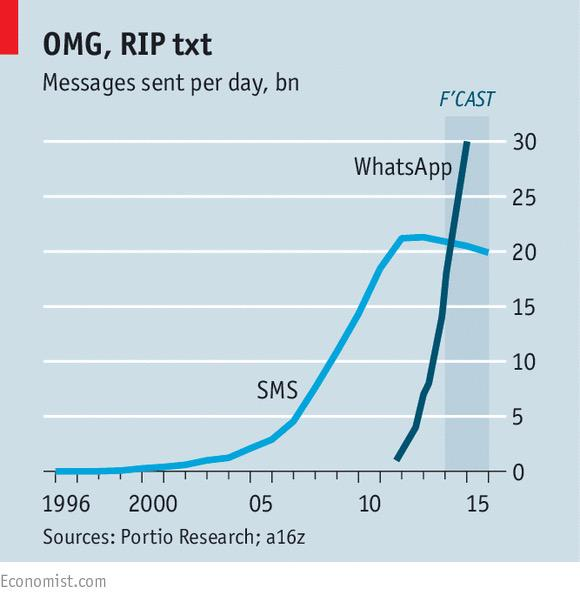 OMG, RIP txt
Messages sent per day, bn
F'CAST
30
WhatsApp
25
20
15
10
SMS
5
0
1996 2000 05 10 15
Sources: Portio Research; a16z
Economist.com